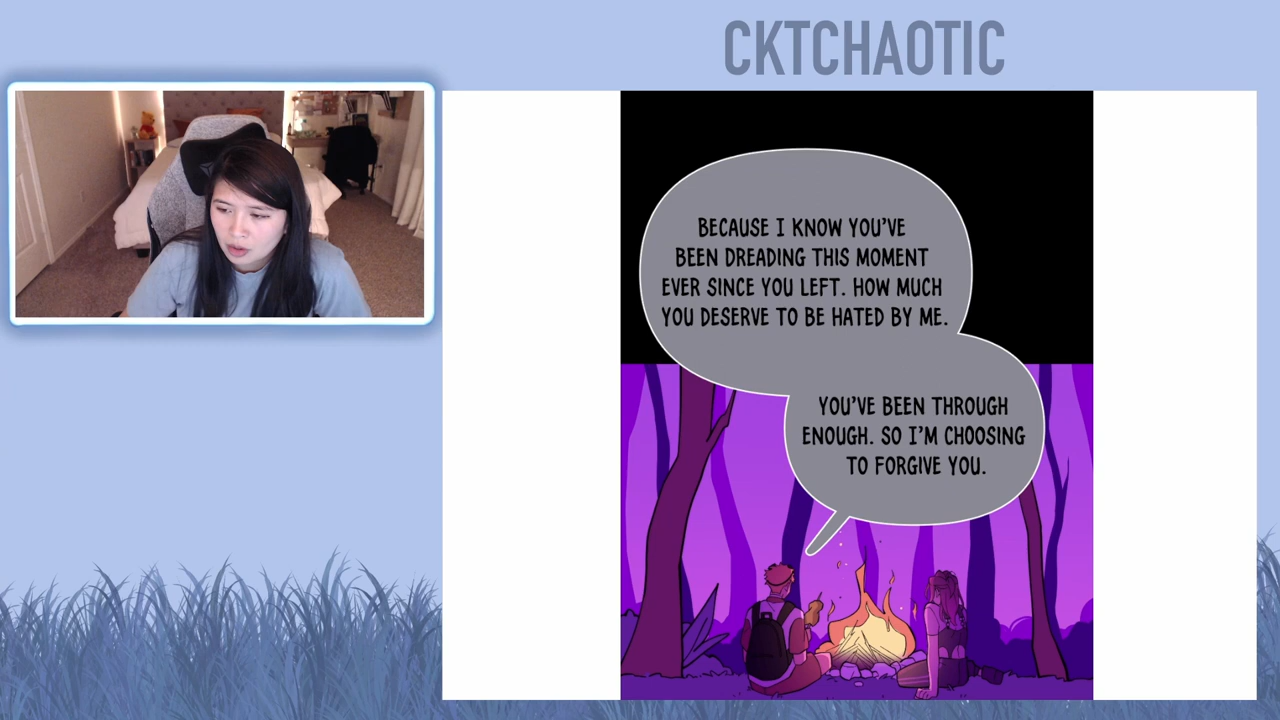 CKTCHAOTIC
BECAUSE I KNOW YOU'VE
BEEN DREADING THIS MOMENT
EVER SINCE YOU LEFT. HOW MUCH
YOU DESERVE TO BE HATED BY ME.
YOU'VE BEEN THROUGH
ENOUGH. SO I'M CHOOSING
TO FORGIVE YOU.